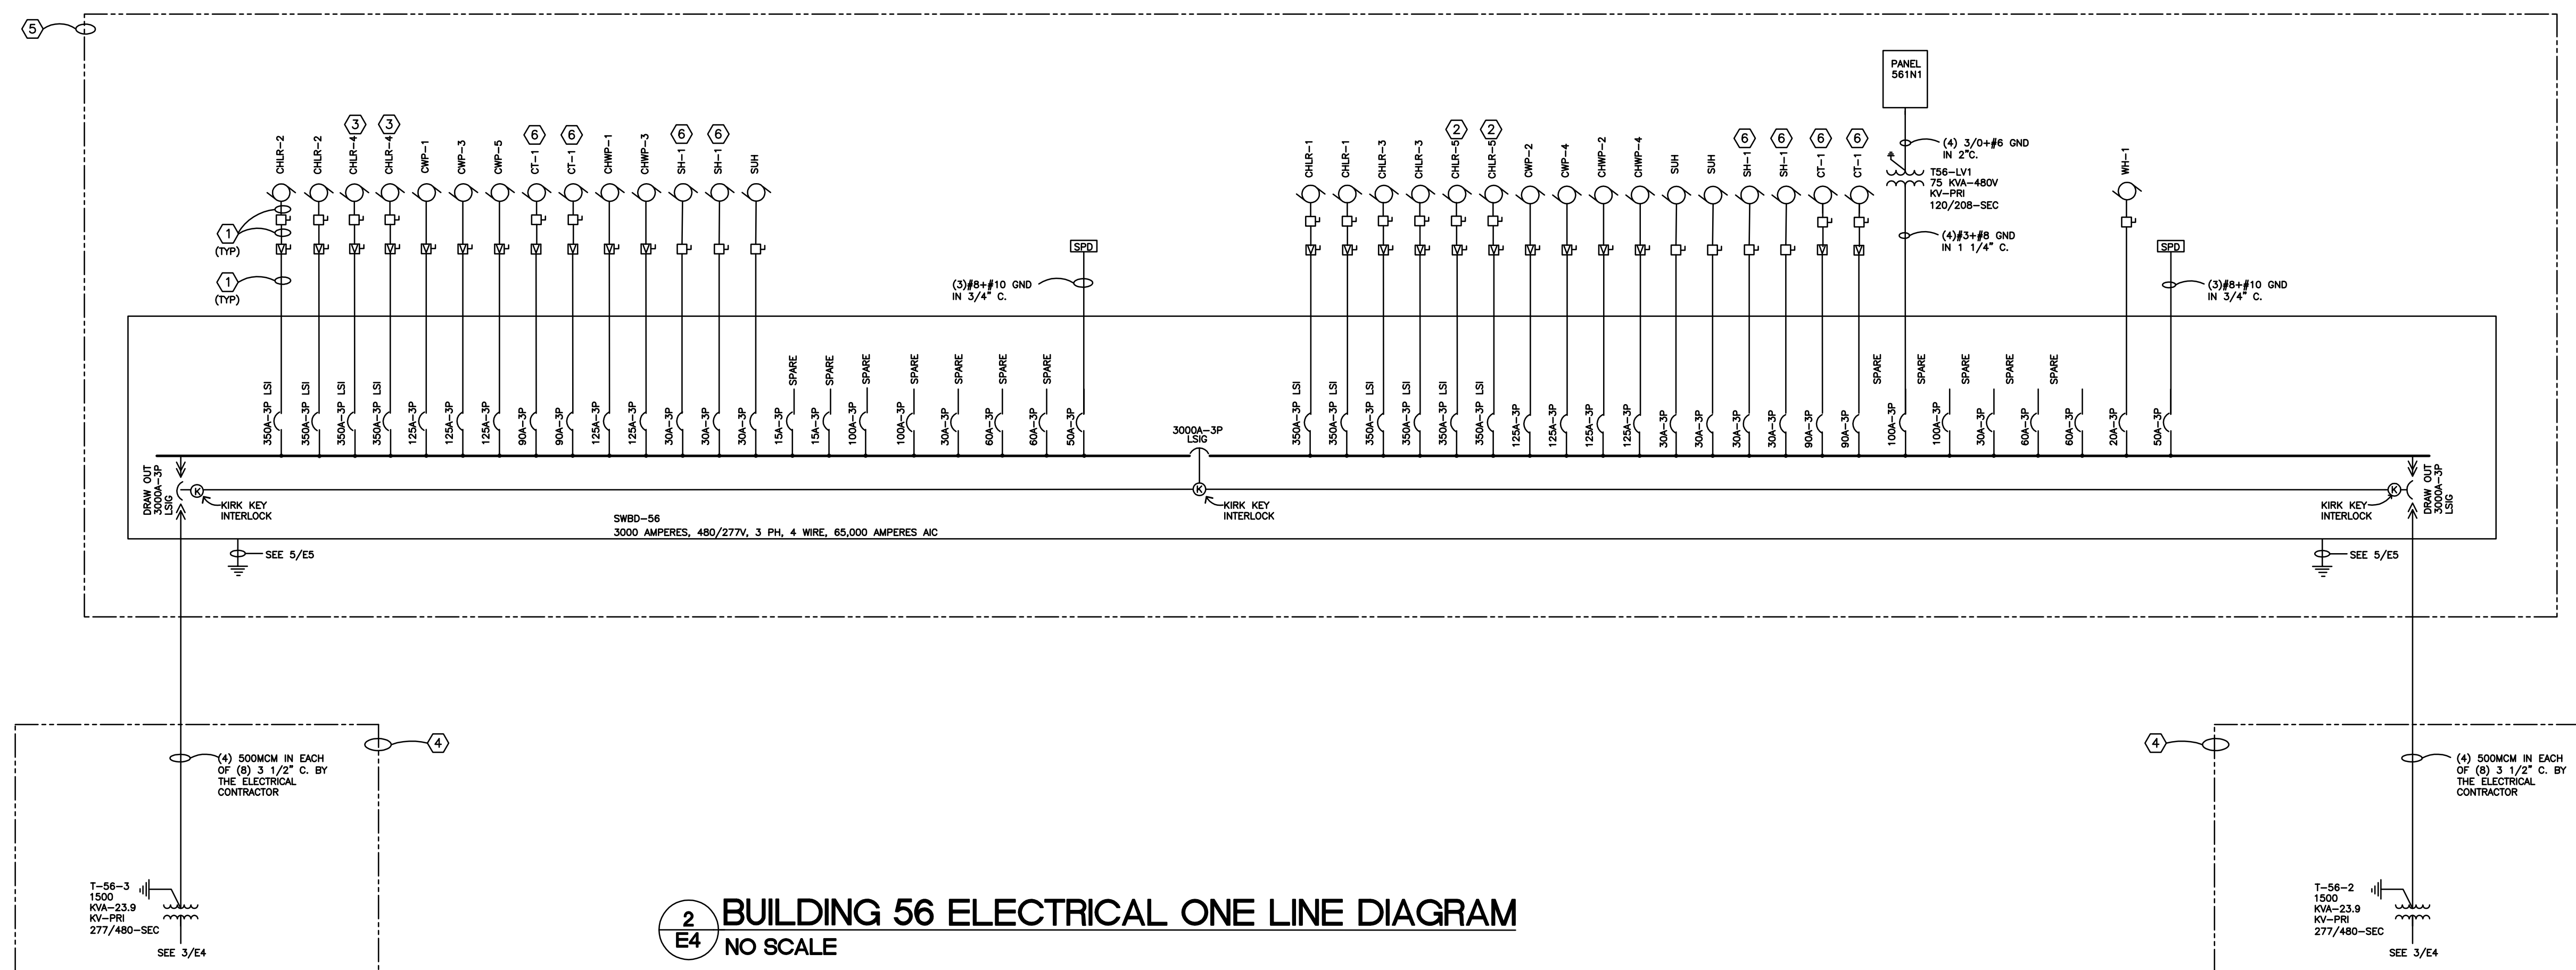 5
PANEL
561N1
3
3
6
6
6
6
CHLR-2
CHLR-2
CHLR-4
CHLR-4
CWP-1
CWP-3
CWP-5
CT-1
CT-1
CHWP-1
CHWP-3
SH-1
SH-1
SUH
2
2
6
6
6
6
CHLR-1
CHLR-1
CHLR-3
CHLR-3
CHLR-5
CHLR-5
CWP-2
CWP-4
CHWP-2
CHWP-4
SUH
SUH
SH-1
SH-1
CT-1
CT-1
WH-1
(4) 3/0+#6 GND
IN 2"C.
T56-LV1
75 KVA-480V
KV-PRI
120/208-SEC
(4)#3+#8 GND
IN 1 1/4" C.
1
(TYP)
1
(TYP)
V
V
V
V
V
V
V
V
V
V
V
SPD
(3)#8+#10 GND
IN 3/4" C.
V
V
V
V
V
V
V
V
V
V
V
V
SPD
(3)#8+#10 GND
IN 3/4" C.
350A-3P LSI
350A-3P LSI
350A-3P LSI
350A-3P LSI
125A-3P
125A-3P
125A-3P
90A-3P
90A-3P
125A-3P
125A-3P
30A-3P
30A-3P
30A-3P
15A-3P
SPARE
15A-3P
SPARE
100A-3P
SPARE
100A-3P
SPARE
30A-3P
SPARE
60A-3P
SPARE
60A-3P
SPARE
50A-3P
3000A-3P
LSIG
350A-3P LSI
350A-3P LSI
350A-3P LSI
350A-3P LSI
350A-3P LSI
350A-3P LSI
125A-3P
125A-3P
125A-3P
125A-3P
30A-3P
30A-3P
30A-3P
30A-3P
90A-3P
90A-3P
SPARE
100A-3P
SPARE
100A-3P
SPARE
30A-3P
SPARE
60A-3P
SPARE
60A-3P
20A-3P
50A-3P
DRAW OUT
3000A-3P
LSIG
K
KIRK KEY
INTERLOCK
K
KIRK KEY
INTERLOCK
K
KIRK KEY
INTERLOCK
DRAW OUT
3000A-3P
LSIG
SWBD-56
3000 AMPERES, 480/277V, 3 PH, 4 WIRE, 65,000 AMPERES AIC
SEE 5/E5
SEE 5/E5
4
(4) 500MCM IN EACH
OF (8) 3 1/2" C. BY
THE ELECTRICAL
CONTRACTOR
4
(4) 500MCM IN EACH
OF (8) 3 1/2" C. BY
THE ELECTRICAL
CONTRACTOR
T-56-3
1500
KVA-23.9
KV-PRI
277/480-SEC
SEE 3/E4
2
E4
BUILDING 56 ELECTRICAL ONE LINE DIAGRAM
NO SCALE
T-56-2
1500
KVA-23.9
KV-PRI
277/480-SEC
SEE 3/E4